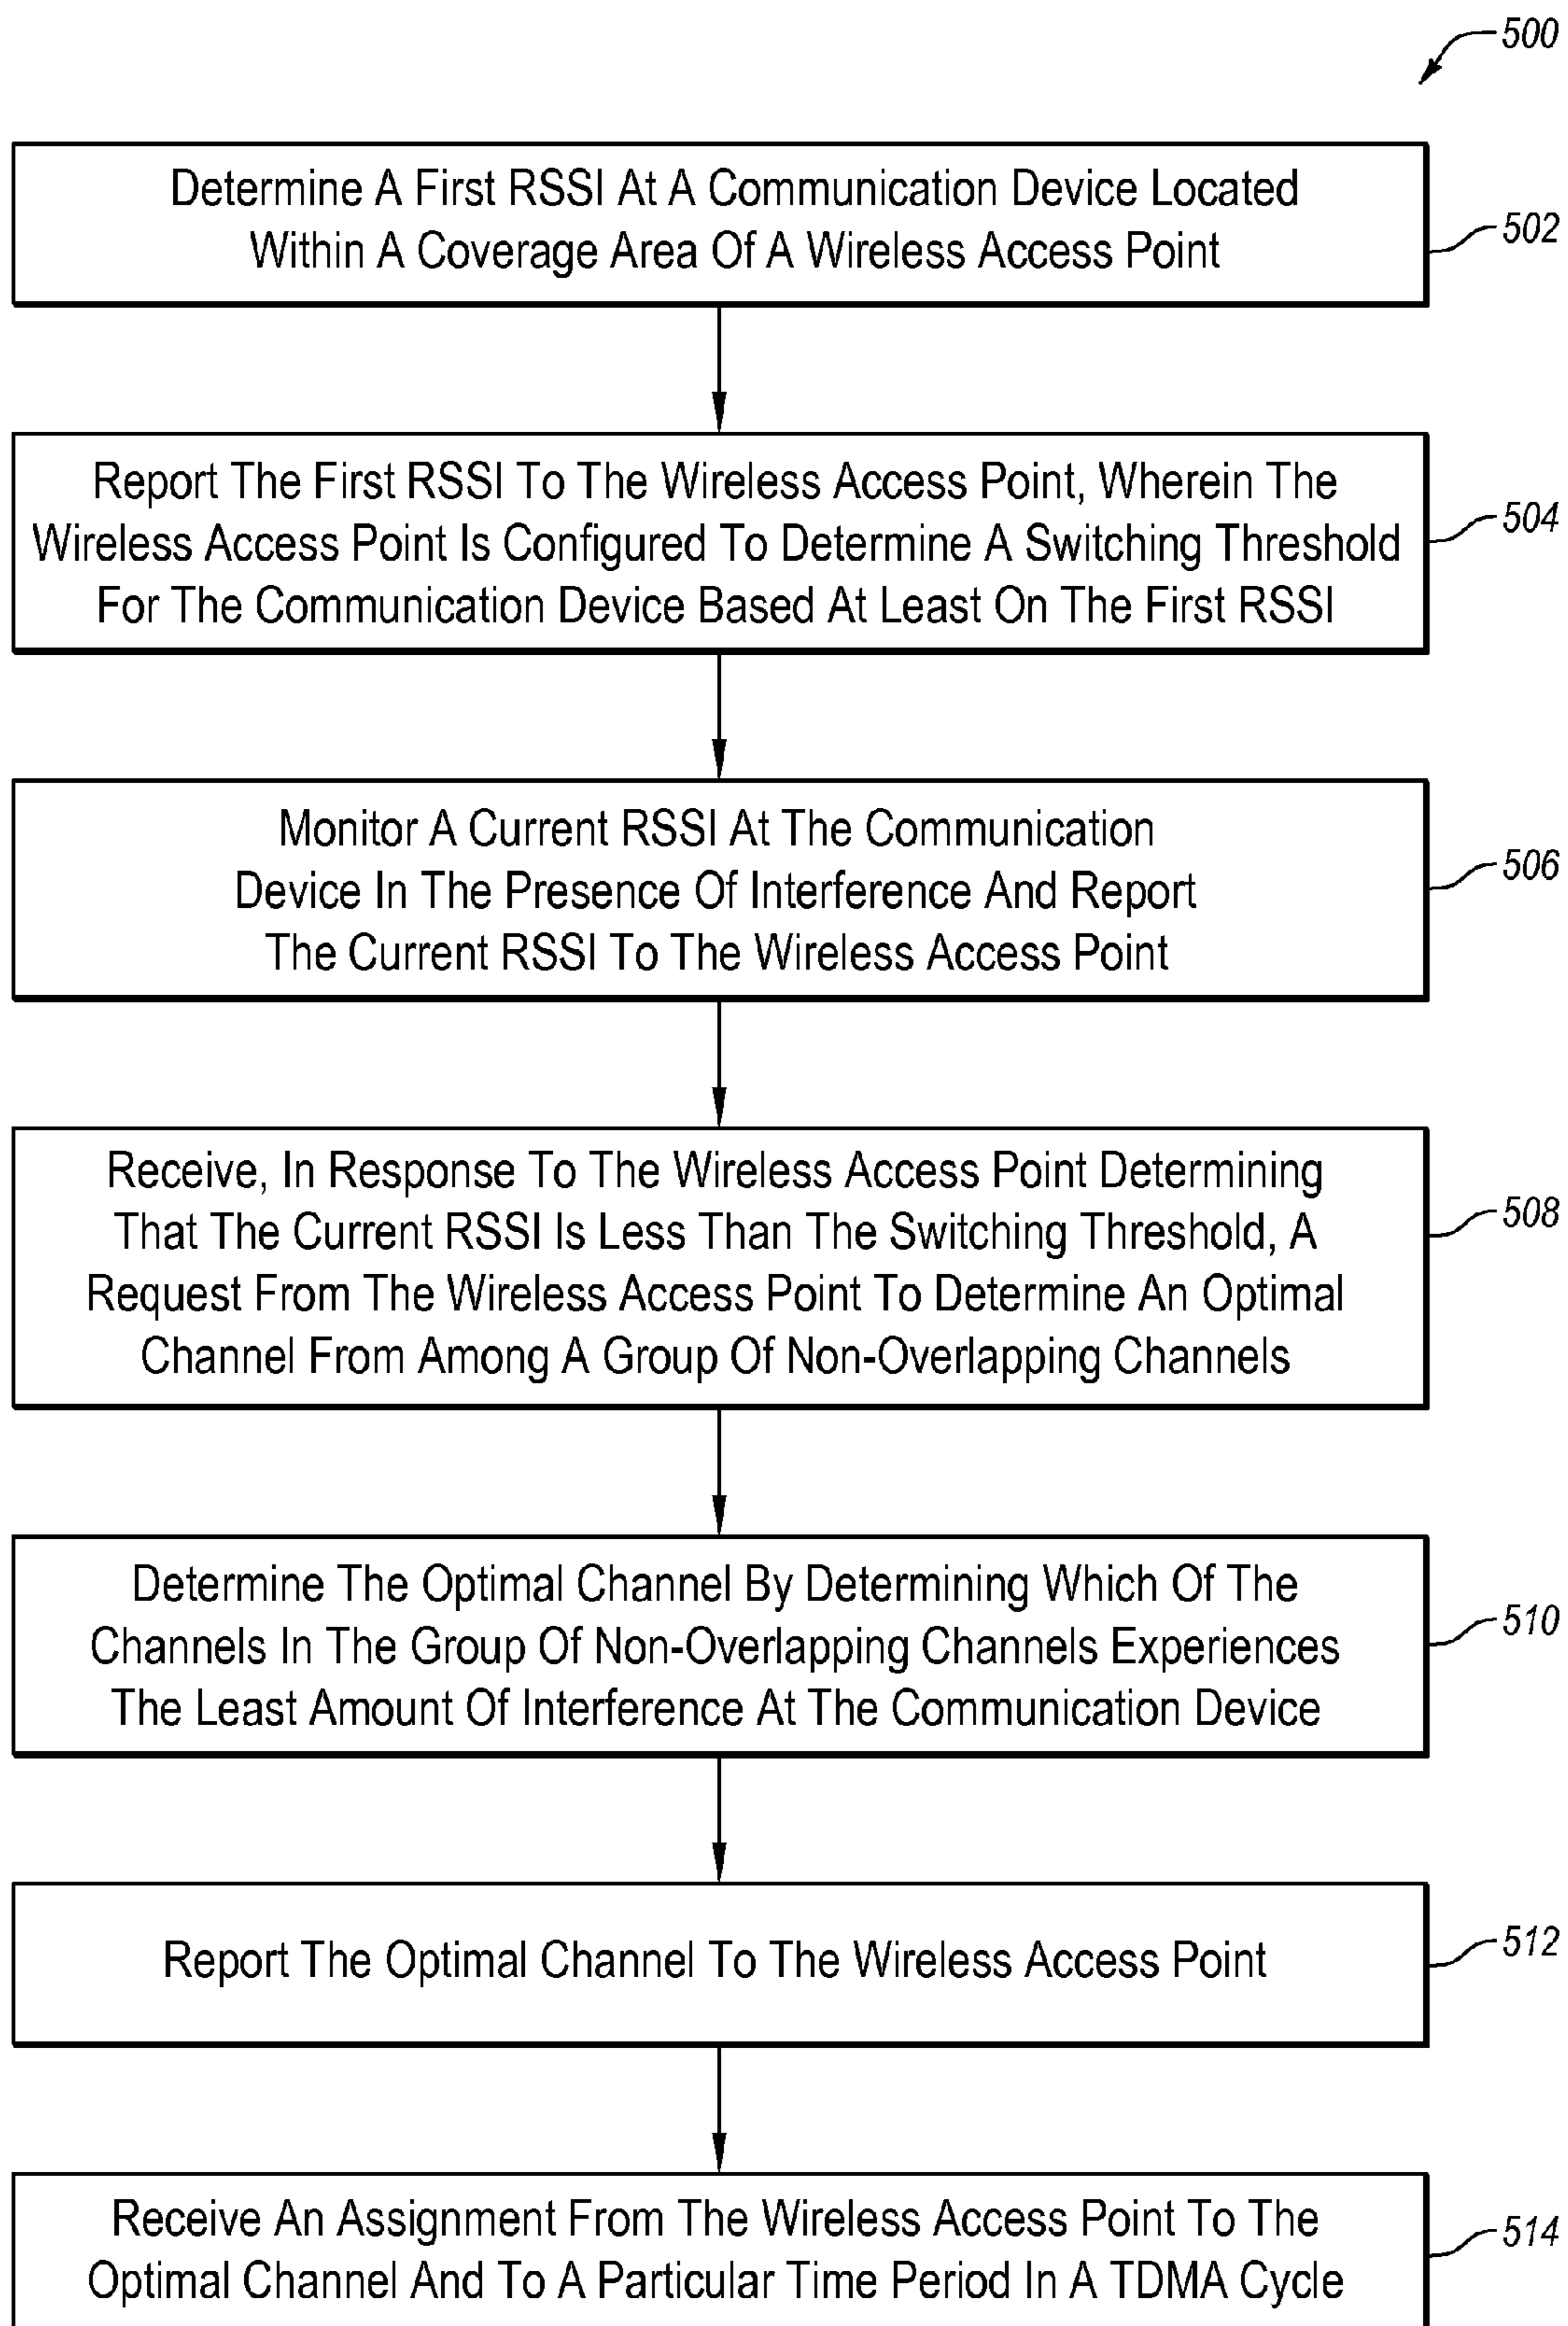 500
Determine A First RSSI At A Communication Device Located
Within A Coverage Area Of A Wireless Access Point
502
Report The First RSSI To The Wireless Access Point, Wherein The
Wireless Access Point Is Configured To Determine A Switching Threshold
For The Communication Device Based At Least On The First RSSI
504
Monitor A Current RSSI At The Communication
Device In The Presence Of Interference And Report
The Current RSSI To The Wireless Access Point
506
Receive, In Response To The Wireless Access Point Determining
That The Current RSSI Is Less Than The Switching Threshold, A
Request From The Wireless Access Point To Determine An Optimal
Channel From Among A Group Of Non-Overlapping Channels
508
Determine The Optimal Channel By Determining Which Of The
Channels In The Group Of Non-Overlapping Channels Experiences
The Least Amount Of Interference At The Communication Device
510
Report The Optimal Channel To The Wireless Access Point
512
Receive An Assignment From The Wireless Access Point To The
Optimal Channel And To A Particular Time Period In A TDMA Cycle
514